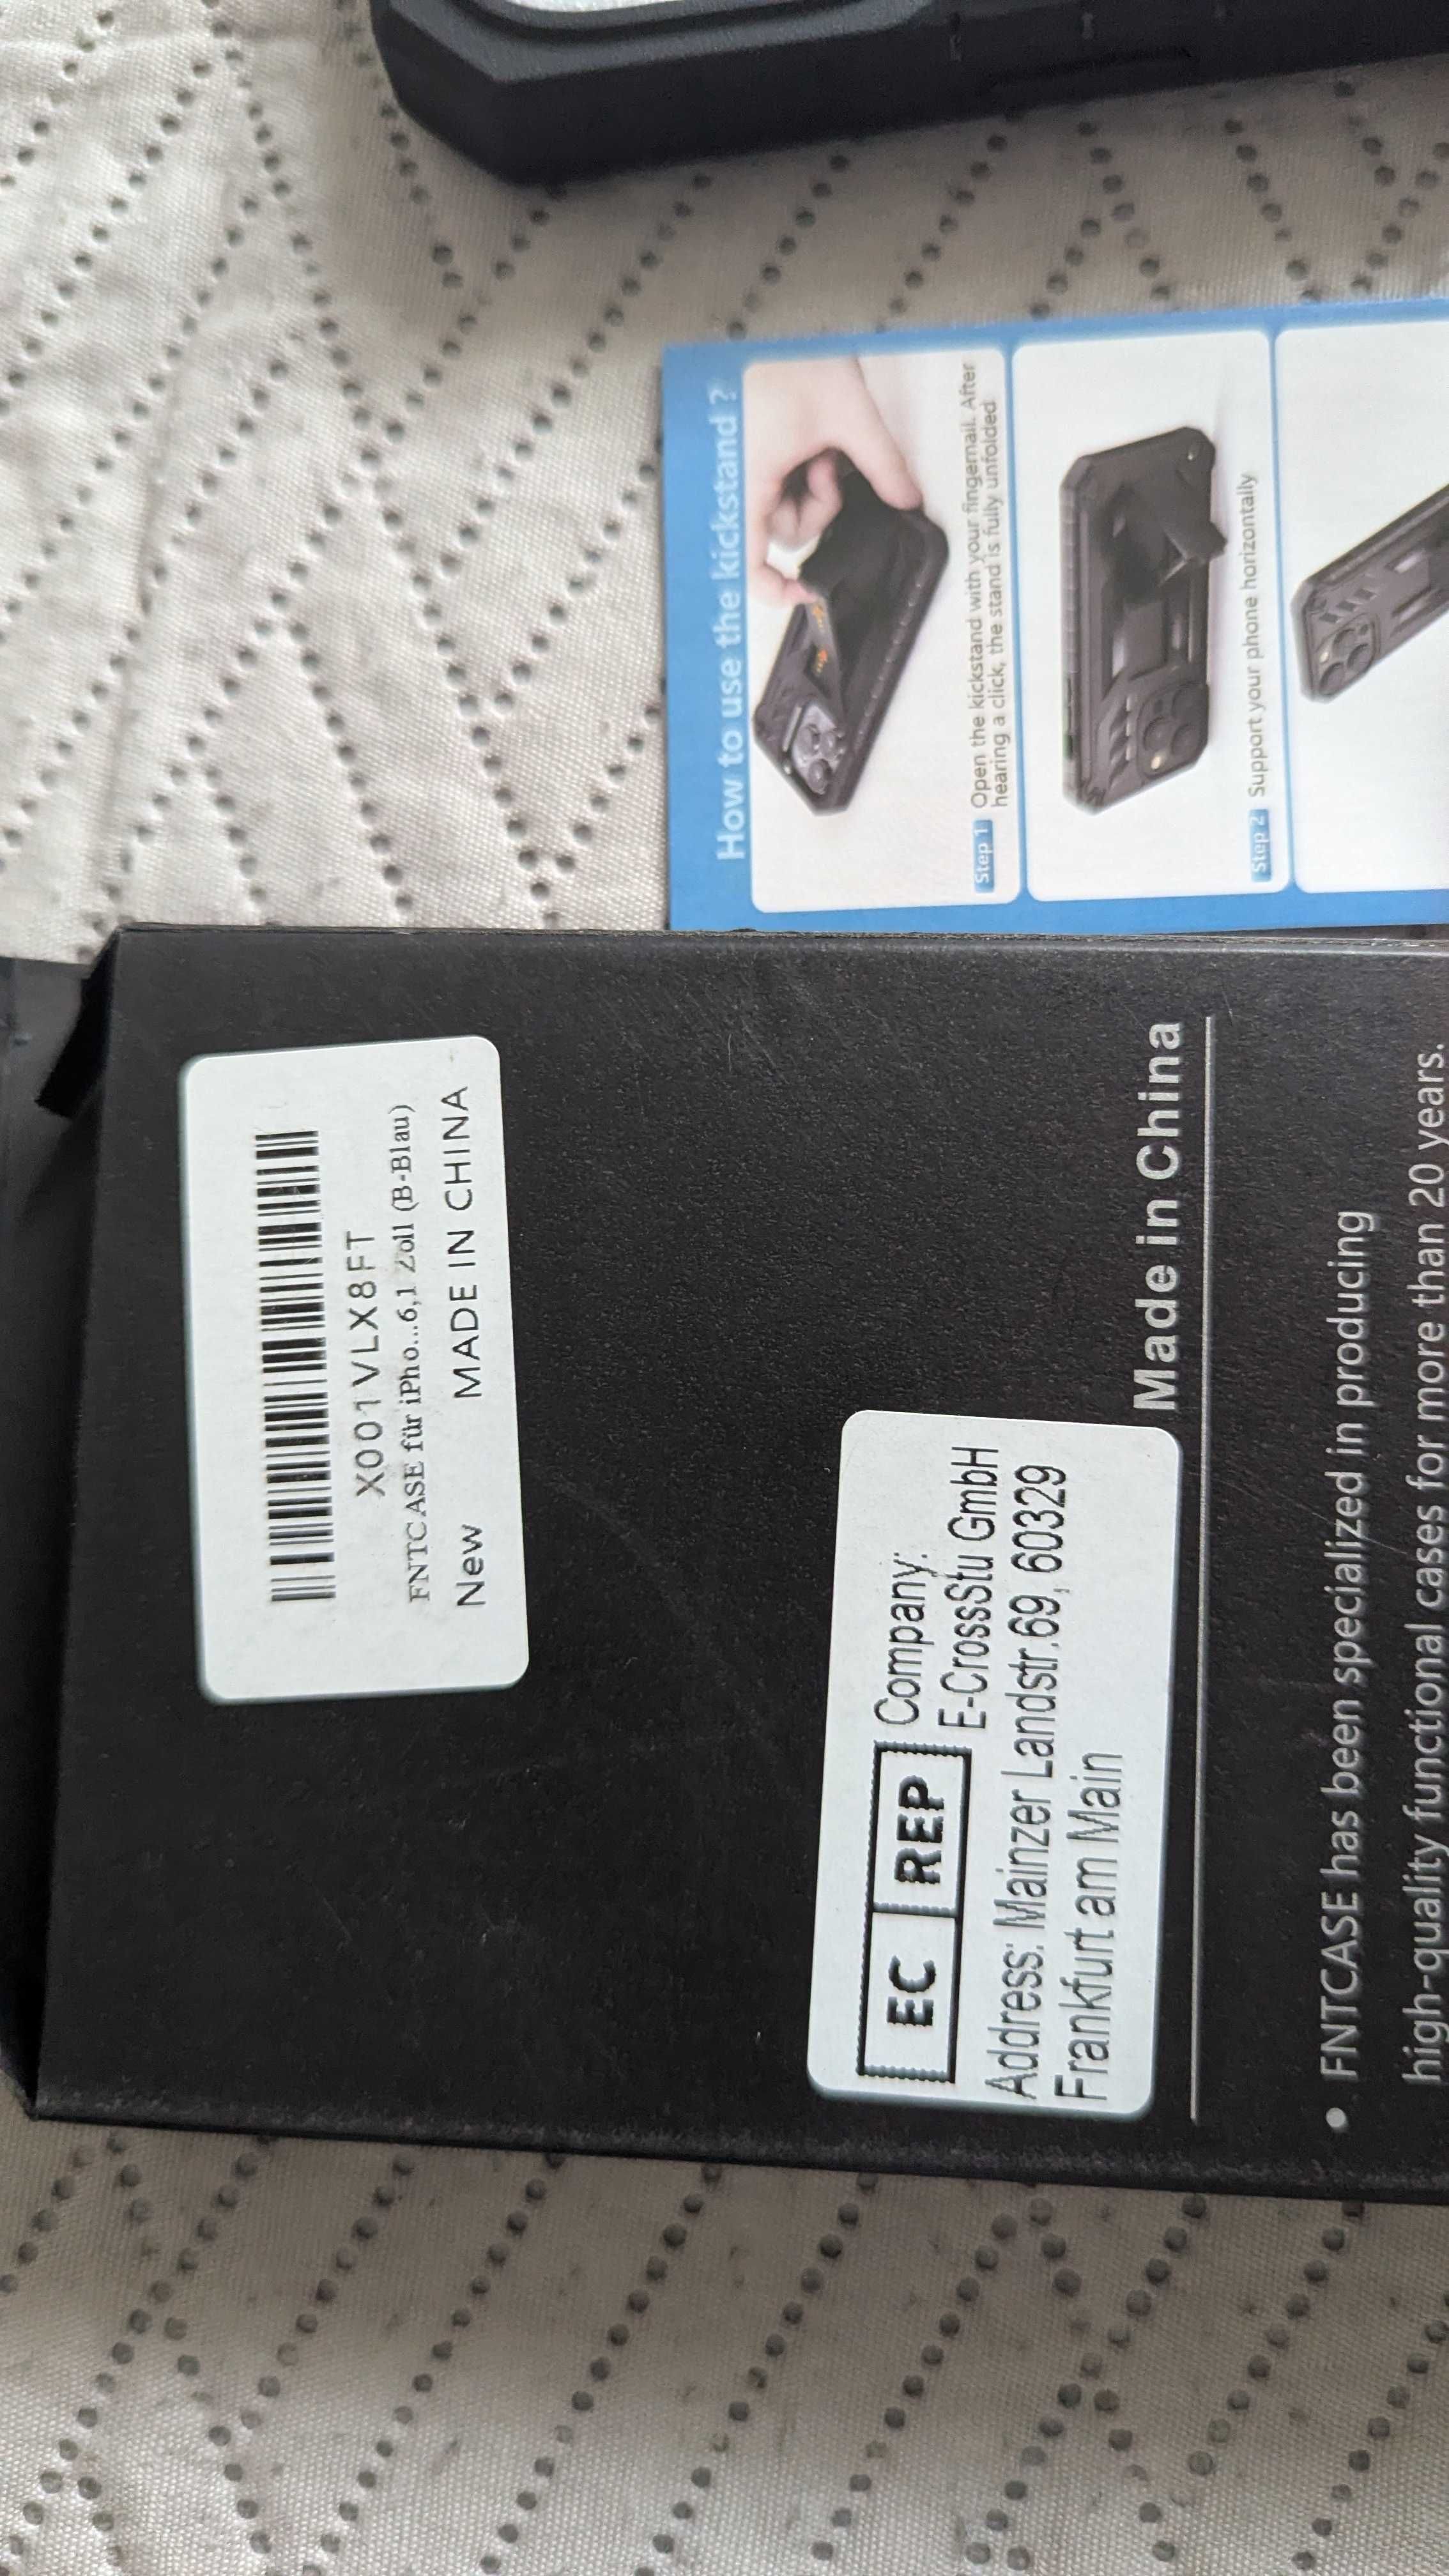 X001VLX8FT
FNTCASE für iPho...6,1 Zoll (B-Blau)
New MADE IN CHINA
EC REP
Company:
E-CrossStu GmbH
Address: Mainzer Landstr.69, 60329
Frankfurt am Main
Made in China
• FNTCASE has been specialized in producing
high-quality functional cases for more than 20 years.
How to use the kickstand ?
Step 1 Open the kickstand with your fingernail. After
hearing a click, the stand is fully unfolded
Step 2 Support your phone horizontally